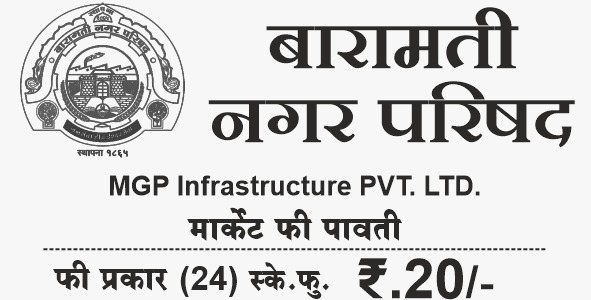 बारामती नगर परिषद
स्थापना १८६५
बारामती
नगर परिषद
MGP Infrastructure PVT. LTD.
मार्केट फी पावती
फी प्रकार (24) स्के.फु. ₹.20/-